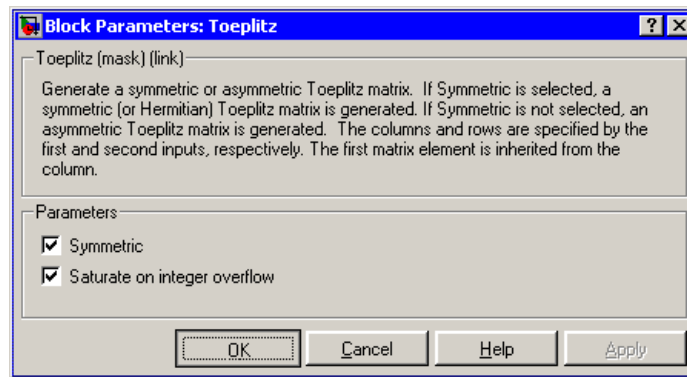 Block Parameters: Toeplitz
Toeplitz (mask) (link)
Generate a symmetric or asymmetric Toeplitz matrix. If Symmetric is selected, a
symmetric (or Hermitian) Toeplitz matrix is generated. If Symmetric is not selected, an
asymmetric Toeplitz matrix is generated. The columns and rows are specified by the
first and second inputs, respectively. The first matrix element is inherited from the
column.
Parameters
Symmetric
Saturate on integer overflow
OK Cancel Help Apply